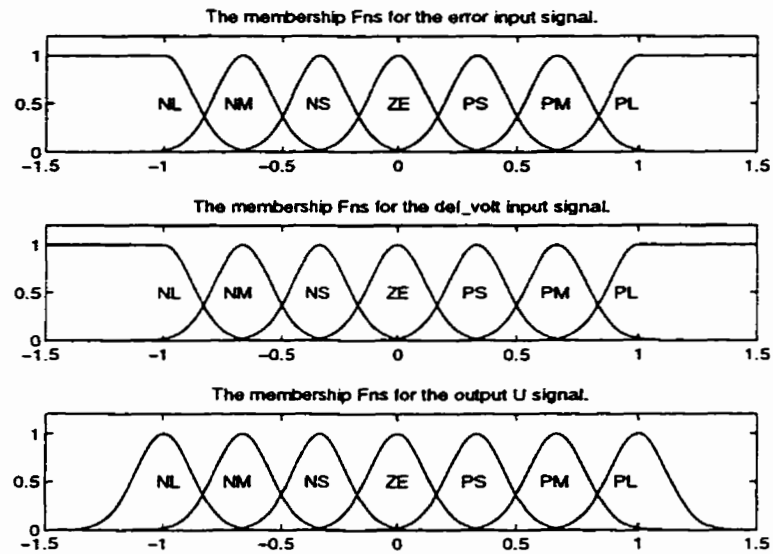 The membership Fns for the error input signal.
1
0.5
0
NL NM NS ZE PS PM PL
-1.5 -1 -0.5 0 0.5 1 1.5
The membership Fns for the del_volt input signal.
1
0.5
0
NL NM NS ZE PS PM PL
-1.5 -1 -0.5 0 0.5 1 1.5
The membership Fns for the output U signal.
1
0.5
0
NL NM NS ZE PS PM PL
-1.5 -1 -0.5 0 0.5 1 1.5